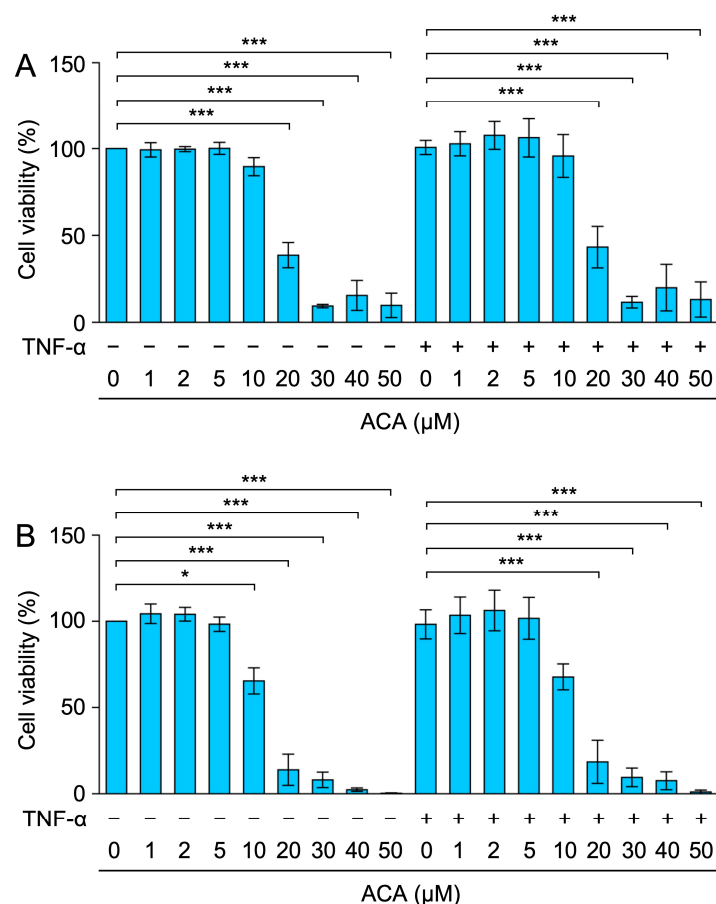 ***
***
***
***
***
***
***
***
A
Cell viability (%)
150
100
50
0
TNF-α – – – – – – – – – + + + + + + + + +
0 1 2 5 10 20 30 40 50 0 1 2 5 10 20 30 40 50
ACA (μM)
***
***
***
***
*
***
***
***
***
B
Cell viability (%)
150
100
50
0
TNF-α – – – – – – – – – + + + + + + + + +
0 1 2 5 10 20 30 40 50 0 1 2 5 10 20 30 40 50
ACA (μM)